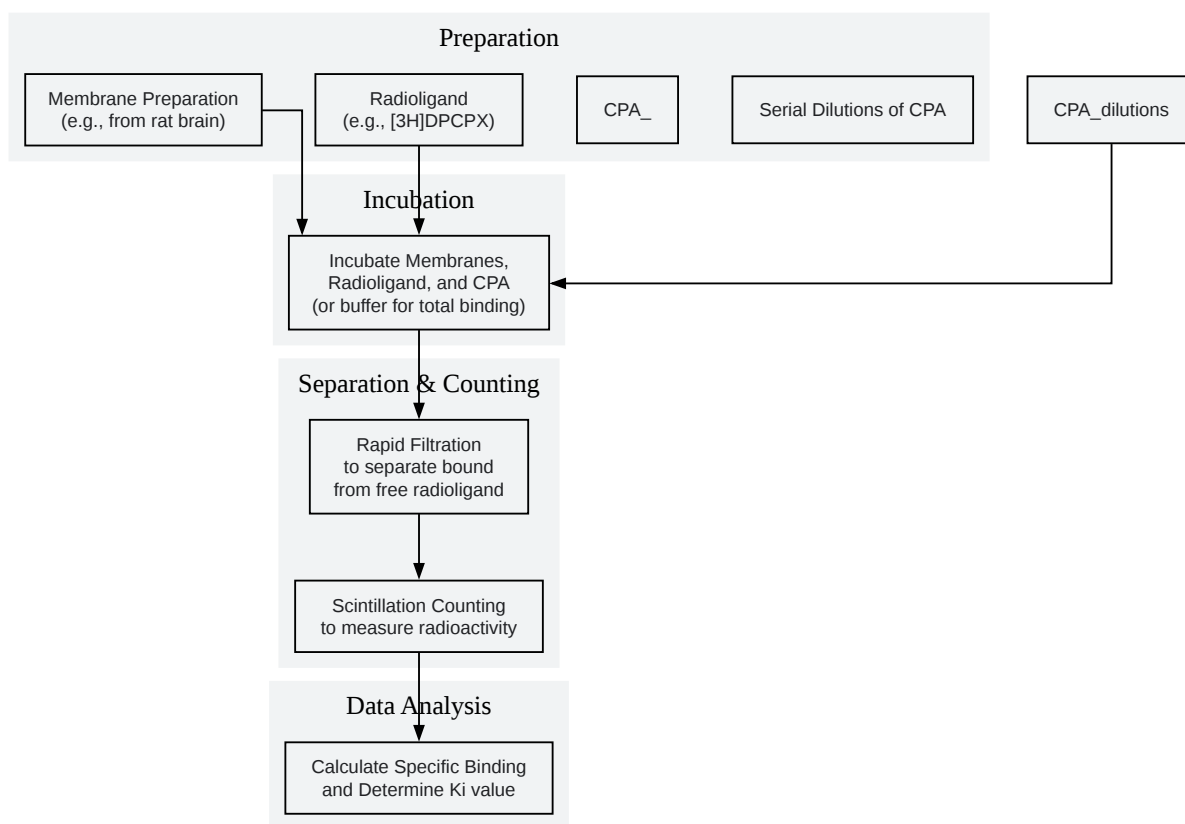 Preparation
Membrane Preparation
(e.g., from rat brain)
Radioligand
(e., [3H]DPCPX)
CPA_
Serial Dilutions of CPA
CPA_dilutions
Incubation
Incubate Membranes,
Radioligand, and CPA
(or buffer for total binding)
Separation & Counting
Rapid Filtration
to separate bound
from free radioligand
Scintillation Counting
to measure radioactivity
Data Analysis
Calculate Specific Binding
and Determine Ki value